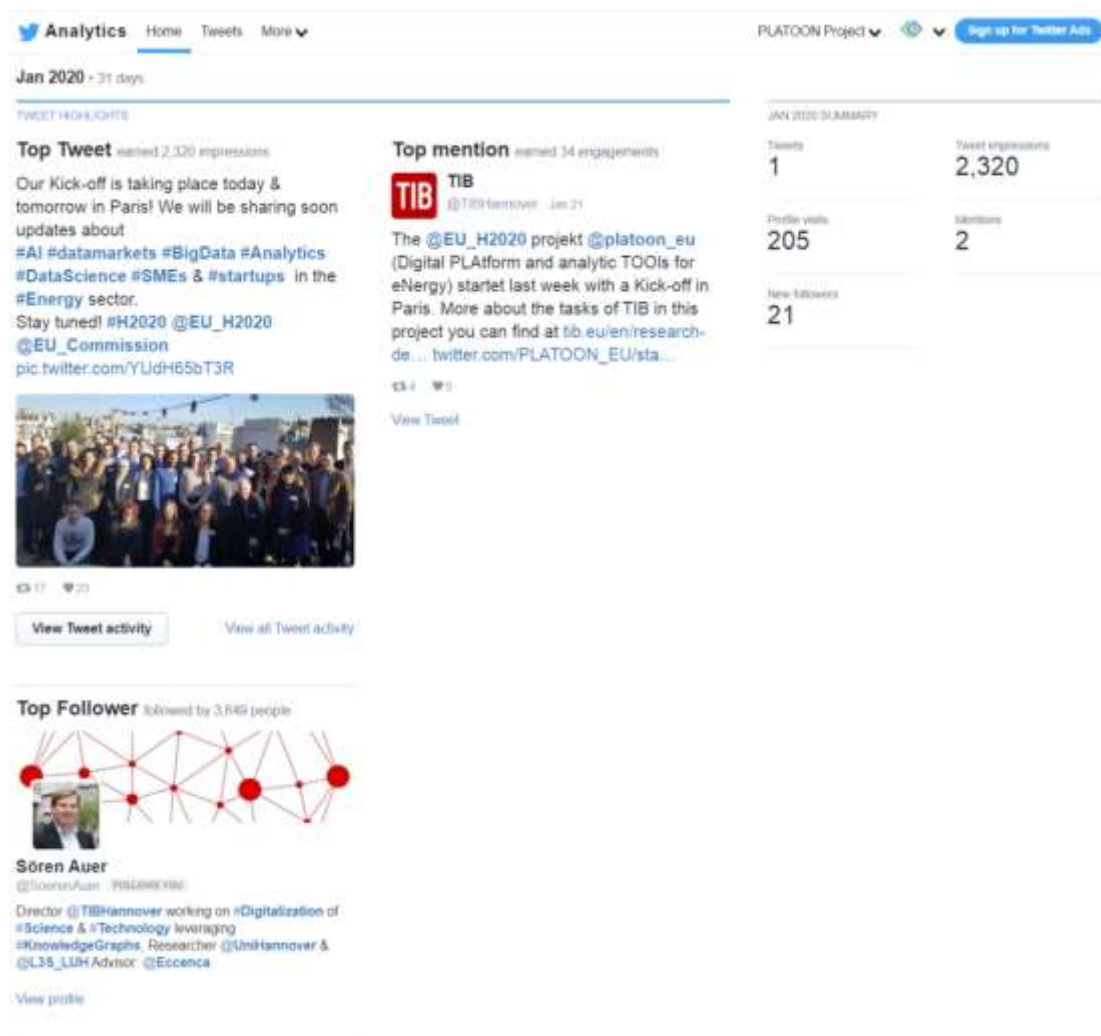 Analytics Home Tweets More
PLATOON Project
Sign up for Twitter Ads
Jan 2020 • 31 days
TWEET HIGHLIGHTS
Top Tweet earned 2,320 impressions
Our Kick-off is taking place today &
tomorrow in Paris! We will be sharing soon
updates about
#AI #datamarkets #BigData #Analytics
#DataScience #SMEs & #startups in the
#Energy sector.
Stay tuned! #H2020 @EU_H2020
@EU_Commission
pic.twitter.com/YUdH65bT3R
17 23
View Tweet activity
View all Tweet activity
Top mention earned 34 engagements
TIB
TIB
@TIBHannover · Jan 21
The @EU_H2020 projekt @platoon_eu
(Digital PLAtform and analytic TOOls for
eNergy) startet last week with a Kick-off in
Paris. More about the tasks of TIB in this
project you can find at tib.eu/en/research-
de… twitter.com/PLATOON_EU/sta…
4 9
View Tweet
JAN 2020 SUMMARY
Tweets
1
Tweet impressions
2,320
Profile visits
205
Mentions
2
New followers
21
Top Follower followed by 3,649 people
Sören Auer
@SoerenAuer FOLLOWS YOU
Director @TIBHannover working on #Digitalization of
#Science & #Technology leveraging
#KnowledgeGraphs, Researcher @UniHannover &
@L3S_LUH Advisor: @Eccenca
View profile